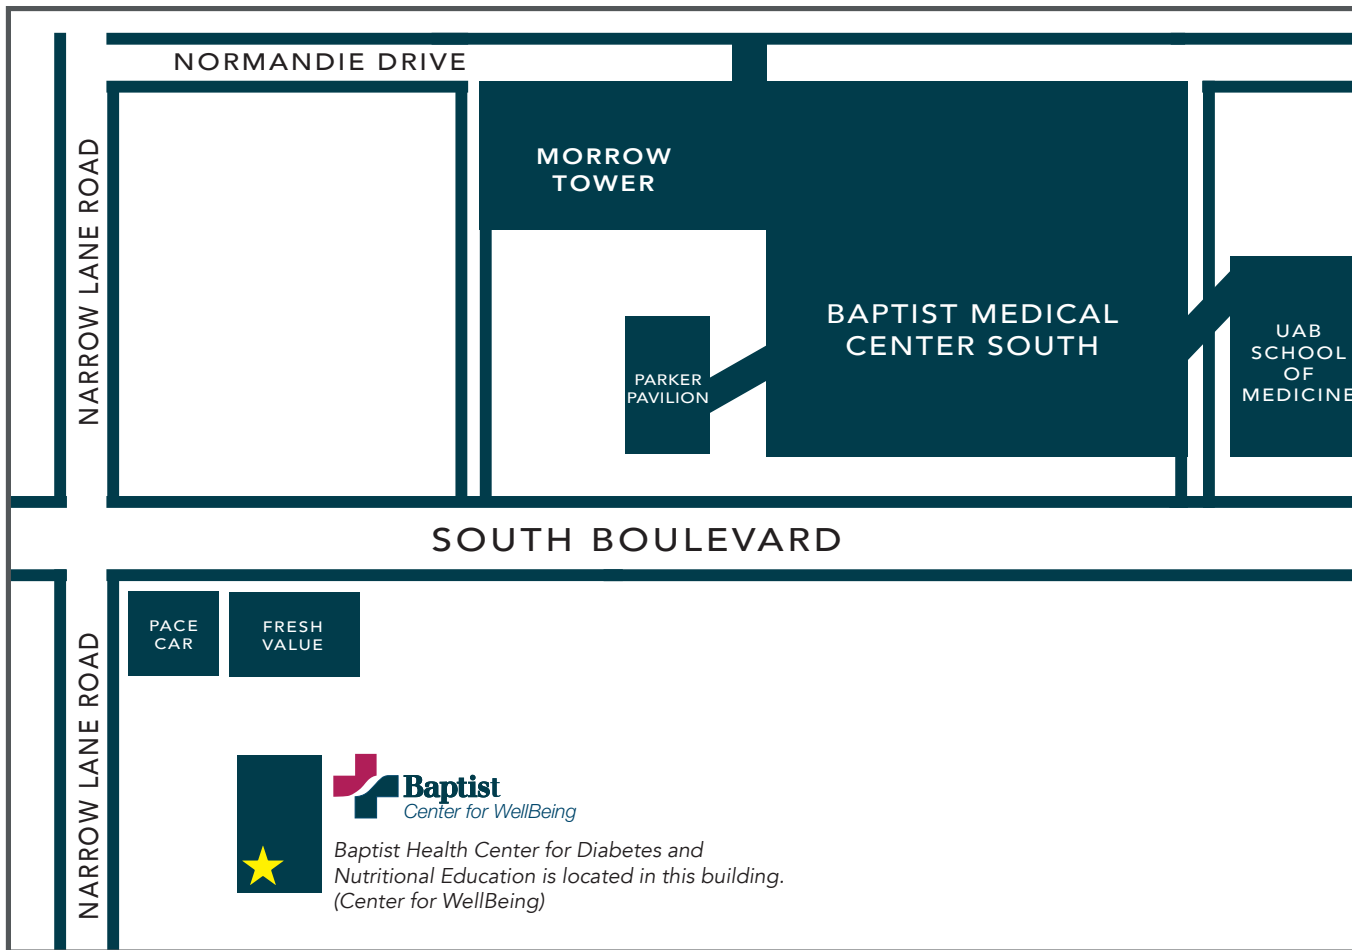 NORMANDIE DRIVE
NARROW LANE ROAD
MORROW
TOWER
BAPTIST MEDICAL
CENTER SOUTH
PARKER
PAVILION
UAB
SCHOOL
OF
MEDICINE
SOUTH BOULEVARD
PACE
CAR
FRESH
VALUE
NARROW LANE ROAD
Baptist
Center for WellBeing
Baptist Health Center for Diabetes and
Nutritional Education is located in this building.
(Center for WellBeing)